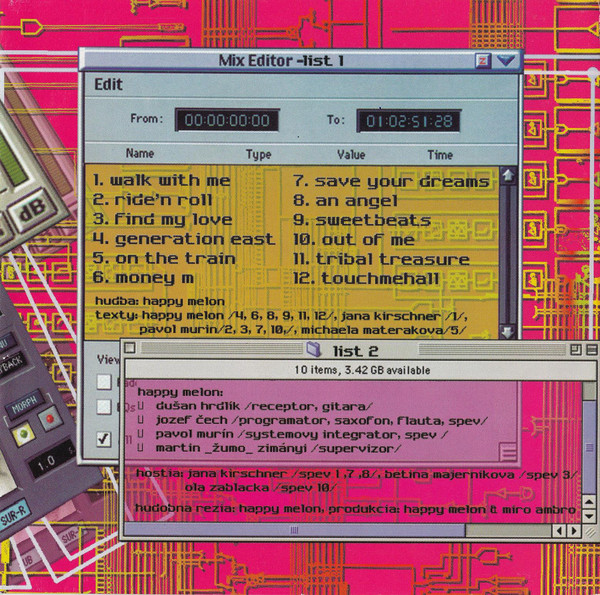 Mix Editor -list 1
Edit
From: 00:00:00:00 To: 01:02:51:28
Name Type Value Time
1. walk with me
2. ride'n roll
3. find my love
4. generation east
5. on the train
6. money m
7. save your dreams
8. an angel
9. sweetbeats
10. out of me
11. tribal treasure
12. touchmehall
hudba: happy melon
texty: happy melon /4, 6, 8, 9, 11, 12/, jana kirschner /1/,
pavol murín/2, 3, 7, 10,/, michaela materakova/5/
View
list 2
10 items, 3.42 GB available
happy melon:
dušan hrdlík /receptor, gitara/
jozef čech /programator, saxofon, flauta, spev/
pavol murín /systemovy integrator, spev /
martin _žumo_ zimányi /supervizor/
hostia: jana kirschner /spev 1,7 ,8/, betina majernikova /spev 3/
ola zablacka /spev 10/
hudobna rezia: happy melon, produkcia: happy melon & miro ambro
dB
MORPH
1.0
SUR-R
UB
SUR-R